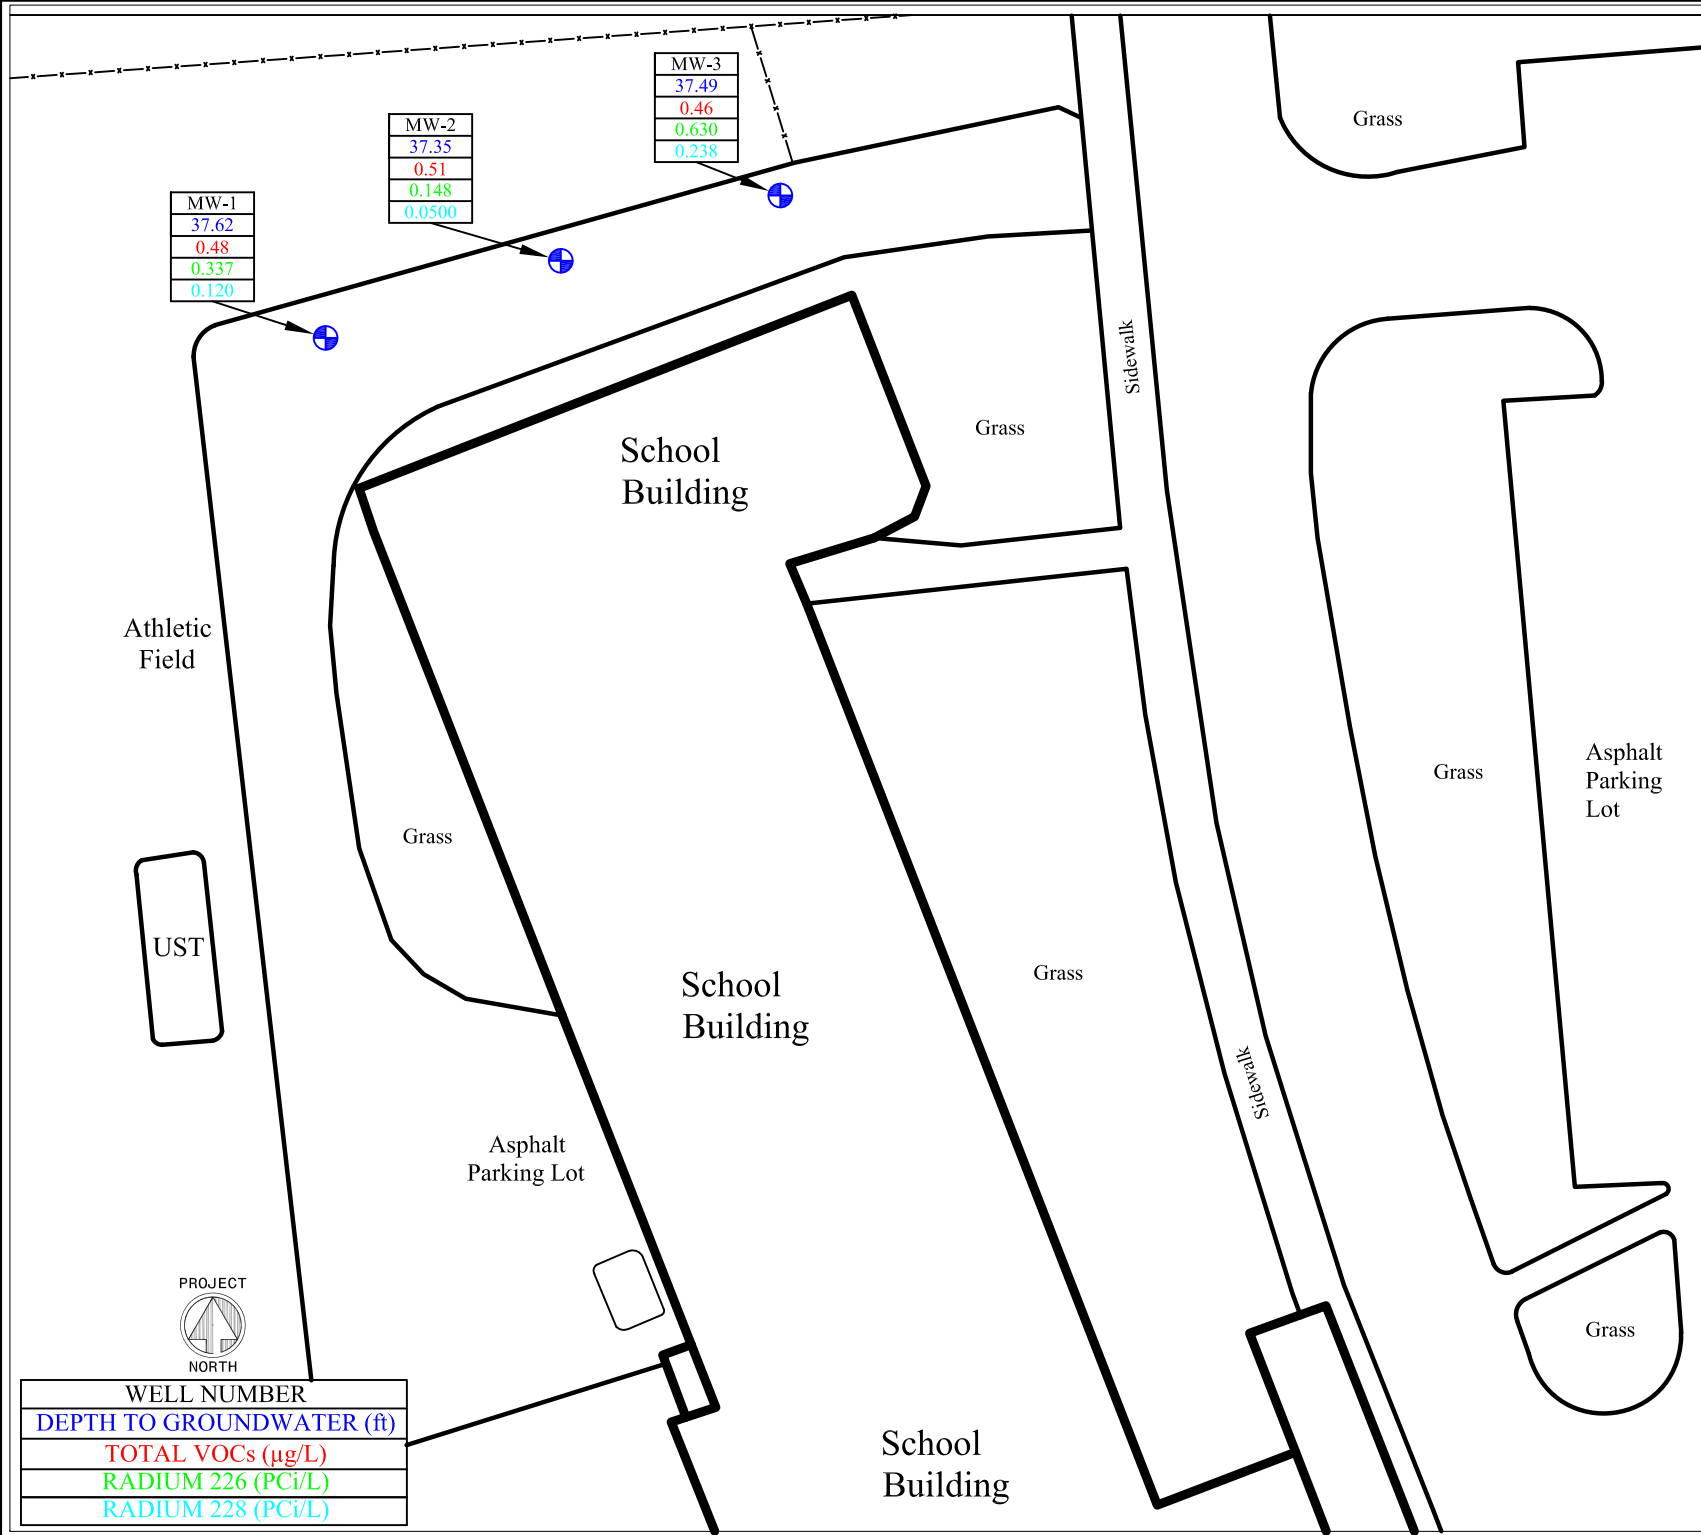 MW-3
37.49
0.46
0.630
0.238
MW-2
37.35
0.51
0.148
0.0500
MW-1
37.62
0.48
0.337
0.120
Grass
Sidewalk
Grass
School
Building
Athletic
Field
Asphalt
Parking
Lot
Grass
Grass
UST
Grass
School
Building
Sidewalk
Asphalt
Parking Lot
PROJECT
NORTH
Grass
WELL NUMBER
DEPTH TO GROUNDWATER (ft)
TOTAL VOCs (µg/L)
RADIUM 226 (PCi/L)
RADIUM 228 (PCi/L)
School
Building